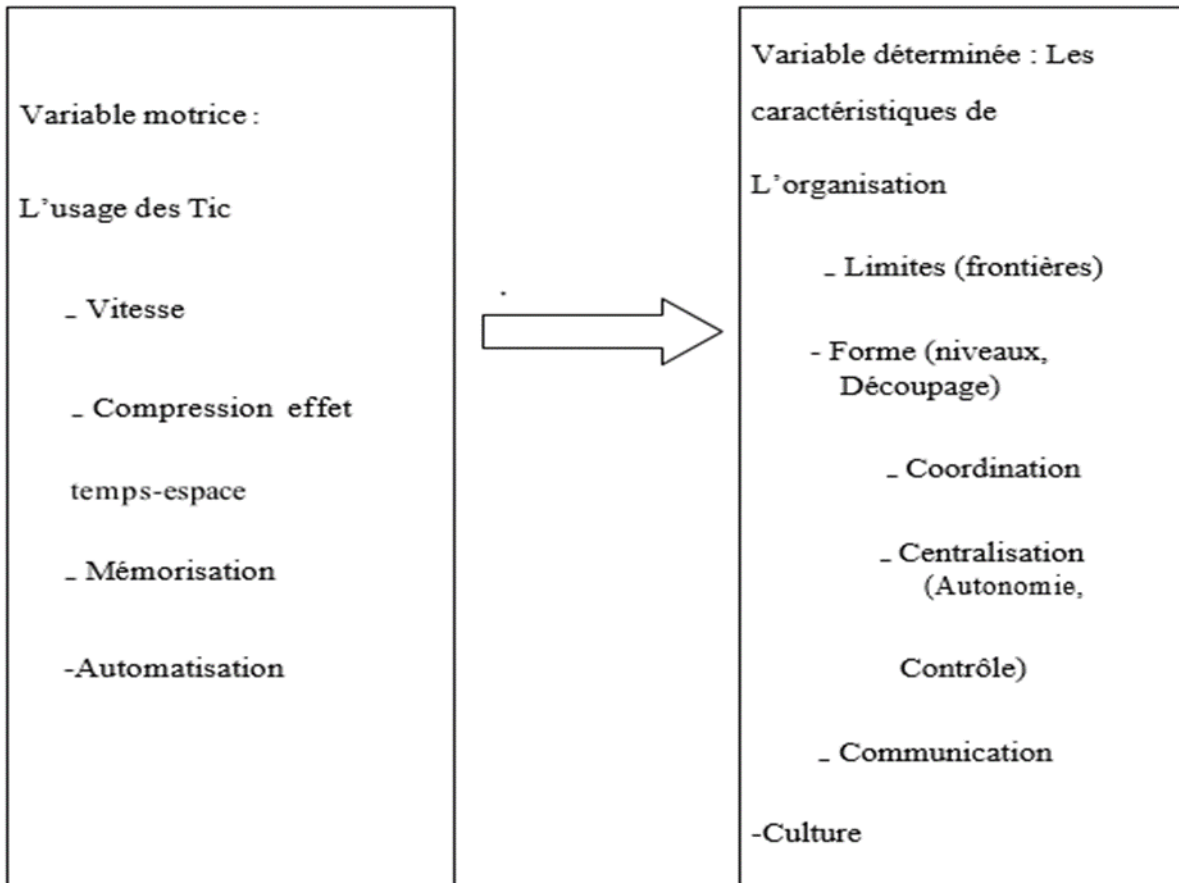 Variable motrice :
L'usage des Tic
_ Vitesse
_ Compression effet
temps-espace
_ Mémorisation
-Automatisation
Variable déterminée : Les
caractéristiques de
L'organisation
_ Limites (frontières)
- Forme (niveaux,
Découpage)
_ Coordination
_ Centralisation
(Autonomie,
Contrôle)
_ Communication
-Culture